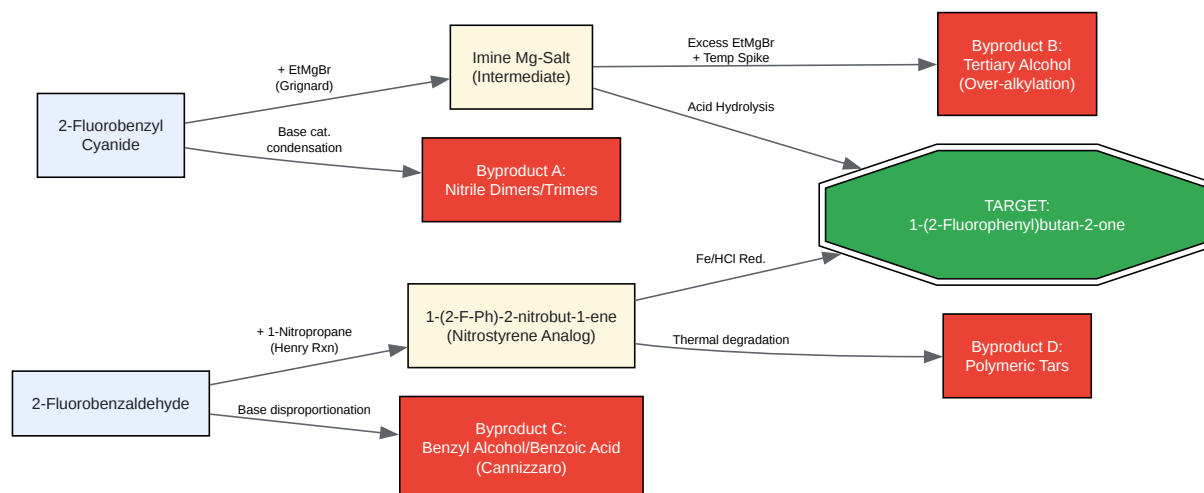 2-Fluorobenzyl
Cyanide
+ EtMgBr
(Grignard)
Base cat.
condensation
Imine Mg-Salt
(Intermediate)
Byproduct A:
Nitrile Dimers/Trimers
Excess EtMgBr
+ Temp Spike
Acid Hydrolysis
Byproduct B:
Tertiary Alcohol
(Over-alkylation)
TARGET:
1-(2-Fluorophenyl)butan-2-one
2-Fluorobenzaldehyde
+ 1-Nitropropane
(Henry Rxn)
Base disproportionation
1-(2-F-Ph)-2-nitrobut-1-ene
(Nitrostyrene Analog)
Byproduct C:
Benzyl Alcohol/Benzoic Acid
(Cannizzaro)
Fe/HCl Red.
Thermal degradation
Byproduct D:
Polymeric Tars